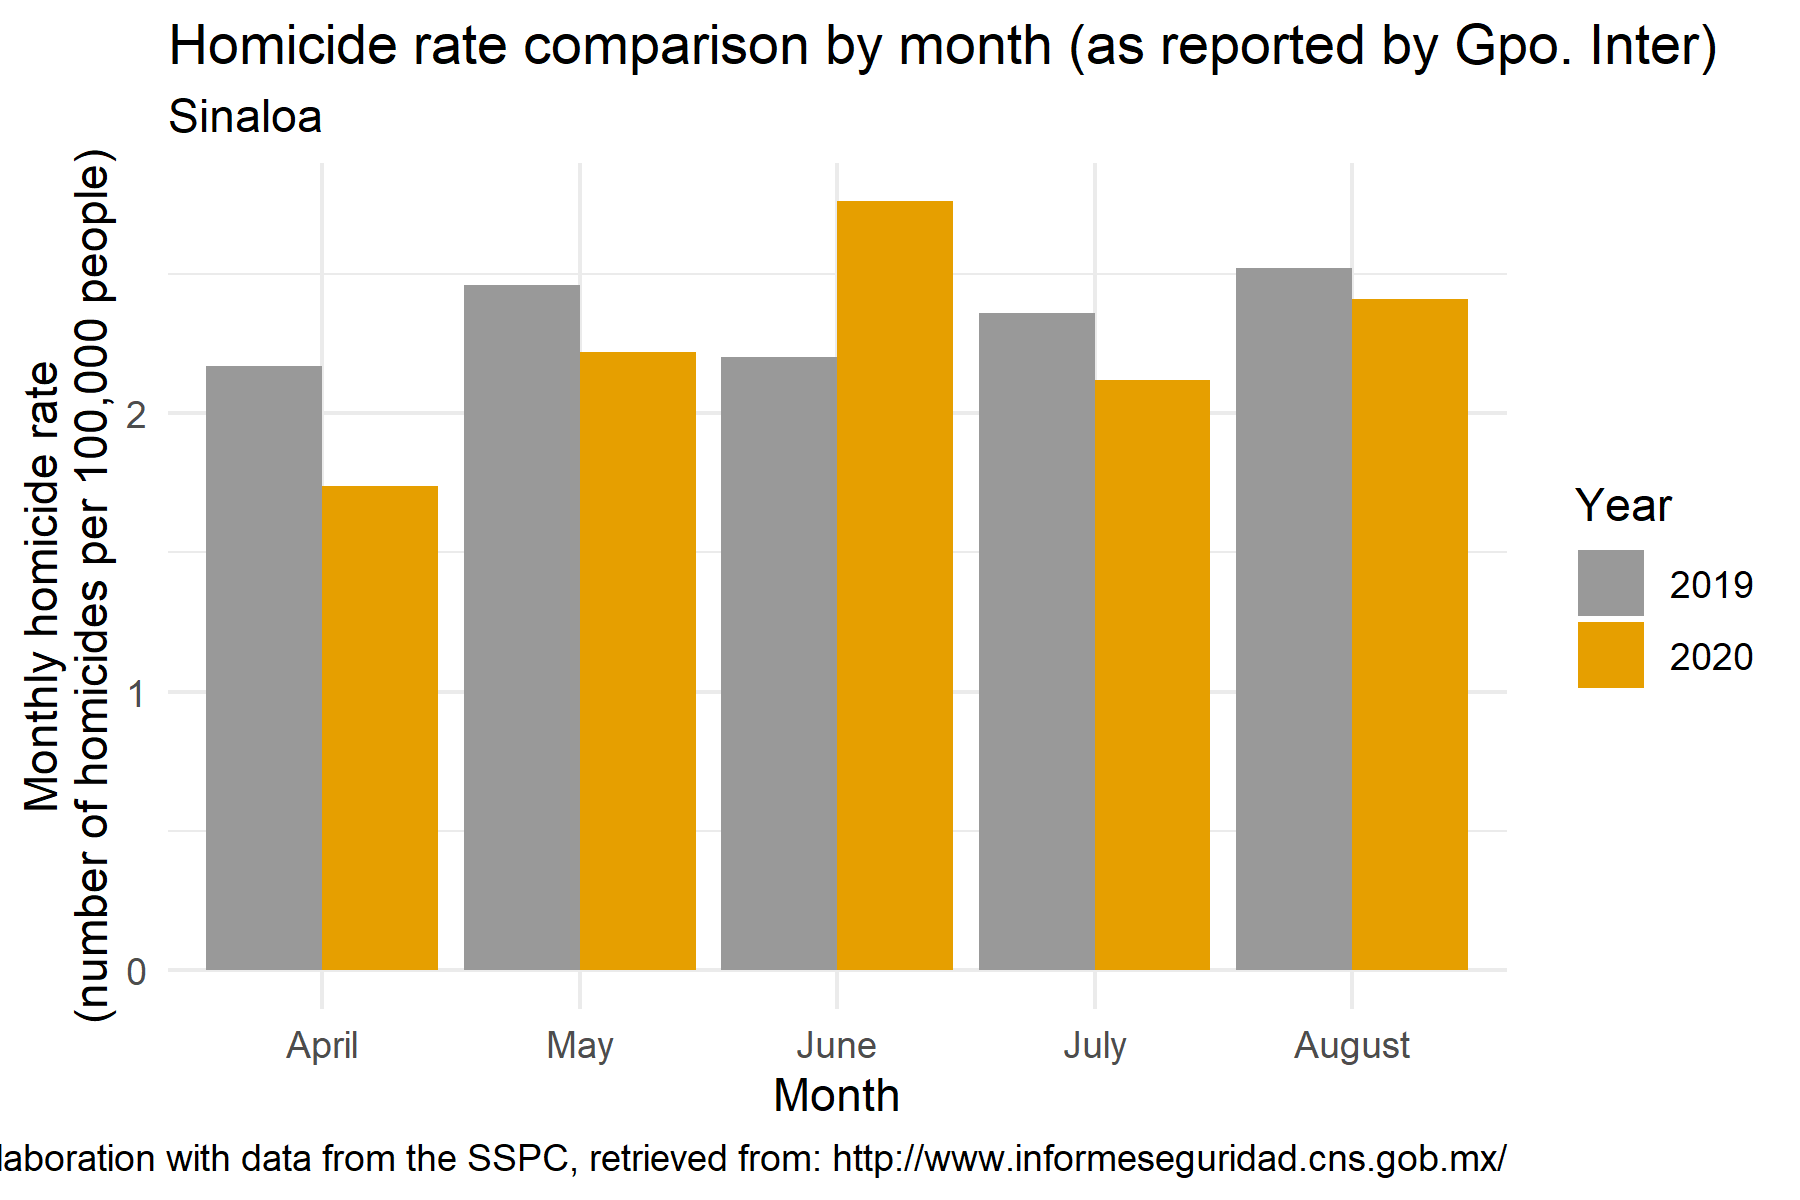 Homicide rate comparison by month (as reported by Gpo. Inter)
Sinaloa
Monthly homicide rate
(number of homicides per 100,000 people)
2
1
0
April May June July August
Month
Year
2019
2020
with data from the SSPC, retrieved from: http://www.informeseguridad.cns.gob.mx/